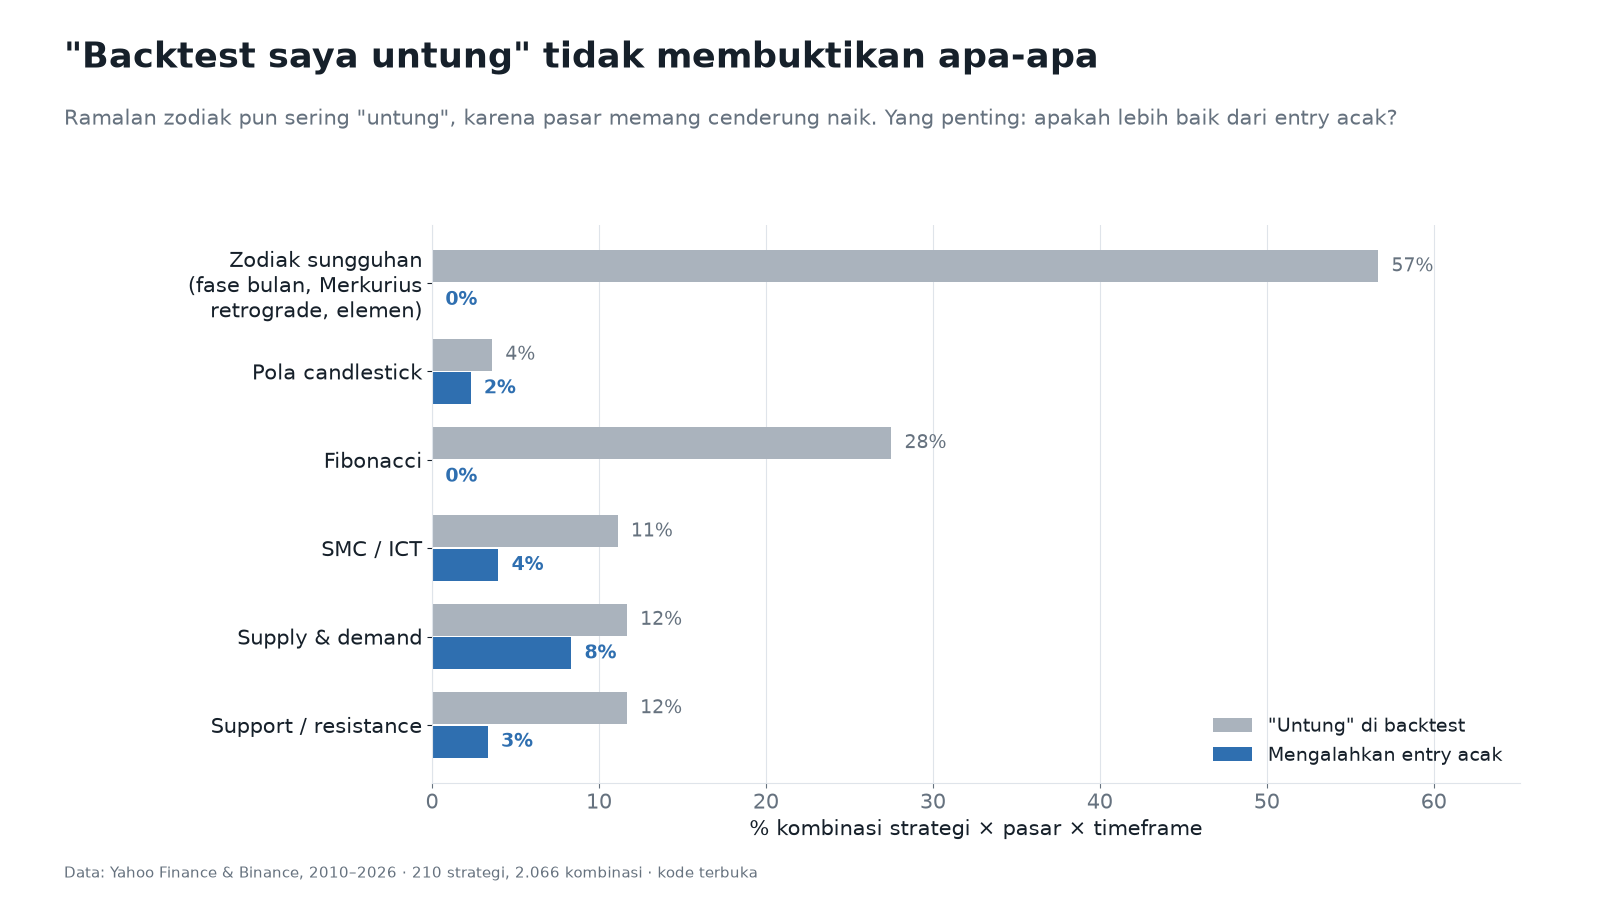 "Backtest saya untung" tidak membuktikan apa-apa
Ramalan zodiak pun sering "untung", karena pasar memang cenderung naik. Yang penting: apakah lebih baik dari entry acak?
Zodiak sungguhan
(fase bulan, Merkurius
retrograde, elemen)
57%
0%
Pola candlestick
4%
2%
Fibonacci
28%
0%
SMC / ICT
11%
4%
Supply & demand
12%
8%
Support / resistance
12%
3%
"Untung" di backtest
Mengalahkan entry acak
0 10 20 30 40 50 60
% kombinasi strategi × pasar × timeframe
Data: Yahoo Finance & Binance, 2010–2026 · 210 strategi, 2.066 kombinasi · kode terbuka